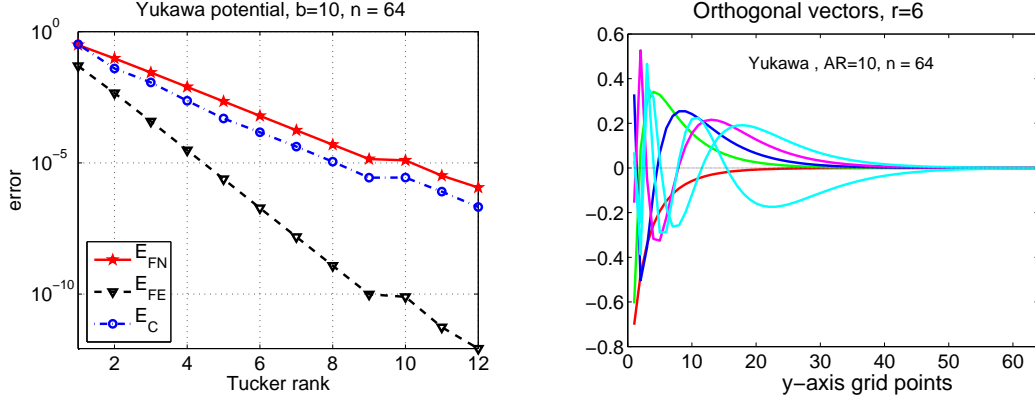 Yukawa potential, b=10, n = 64
10^0
10^-5
10^-10
error
E_FN
E_FE
E_C
2 4 6 8 10 12
Tucker rank
Orthogonal vectors, r=6
Yukawa , AR=10, n = 64
0.6
0.4
0.2
0
−0.2
−0.4
−0.6
−0.8
0 10 20 30 40 50 60
y-axis grid points